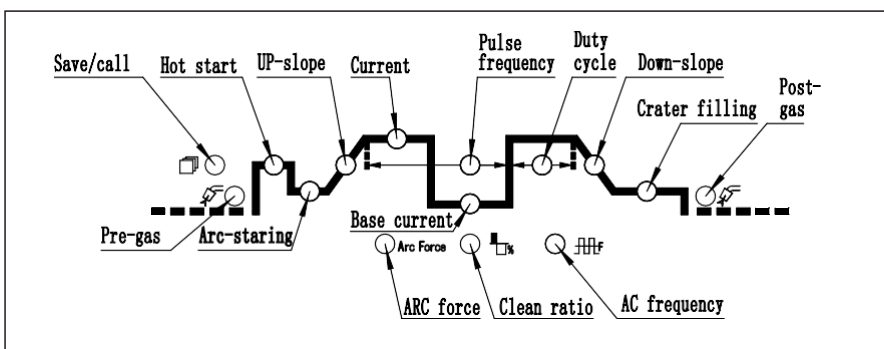 Save/call
Hot start
UP-slope
Current
Pulse
frequency
Duty
cycle
Down-slope
Crater filling
Post-
gas
Pre-gas
Arc-staring
Base current
Arc Force
%
F
ARC force
Clean ratio
AC frequency